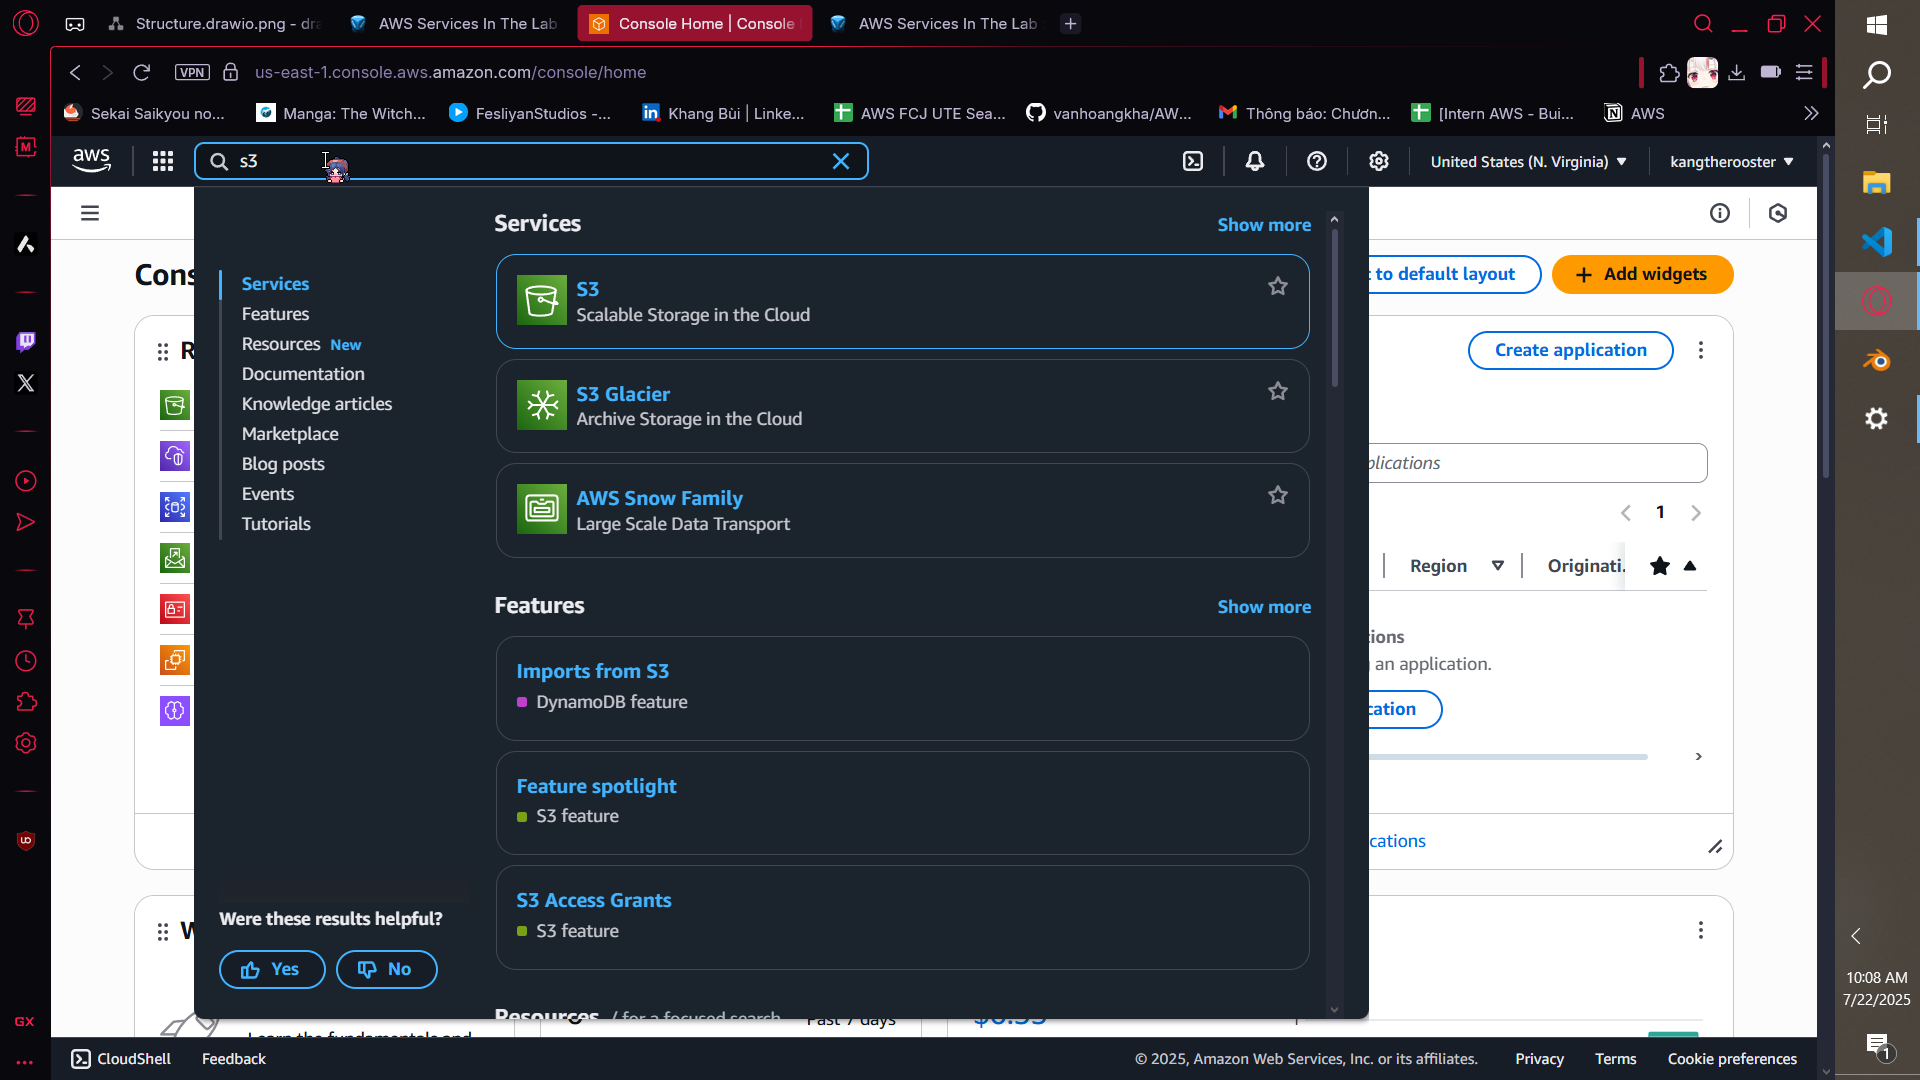 Structure.drawio.png - dra
AWS Services In The Lab
Console Home | Console
AWS Services In The Lab
VPN
us-east-1.console.aws.amazon.com/console/home
Sekai Saikyou no...
Manga: The Witch...
FesliyanStudios -...
Khang Bùi | Linke...
AWS FCJ UTE Sea...
vanhoangkha/AW...
Thông báo: Chươn...
[Intern AWS - Bui...
AWS
aws
s3
United States (N. Virginia)
kangtherooster
Cons
t to default layout
Add widgets
R
Create application
plications
1
Region
Originati.
ions
an application.
cation
cations
Services
Features
Resources New
Documentation
Knowledge articles
Marketplace
Blog posts
Events
Tutorials
Were these results helpful?
Yes
No
Services
Show more
S3
Scalable Storage in the Cloud
S3 Glacier
Archive Storage in the Cloud
AWS Snow Family
Large Scale Data Transport
Features
Show more
Imports from S3
DynamoDB feature
Feature spotlight
S3 feature
S3 Access Grants
S3 feature
Resources / for a focused search
W
Learn the fundamentals and
Past 7 days
CloudShell
Feedback
© 2025, Amazon Web Services, Inc. or its affiliates.
Privacy
Terms
Cookie preferences
GX
10:08 AM
7/22/2025
1